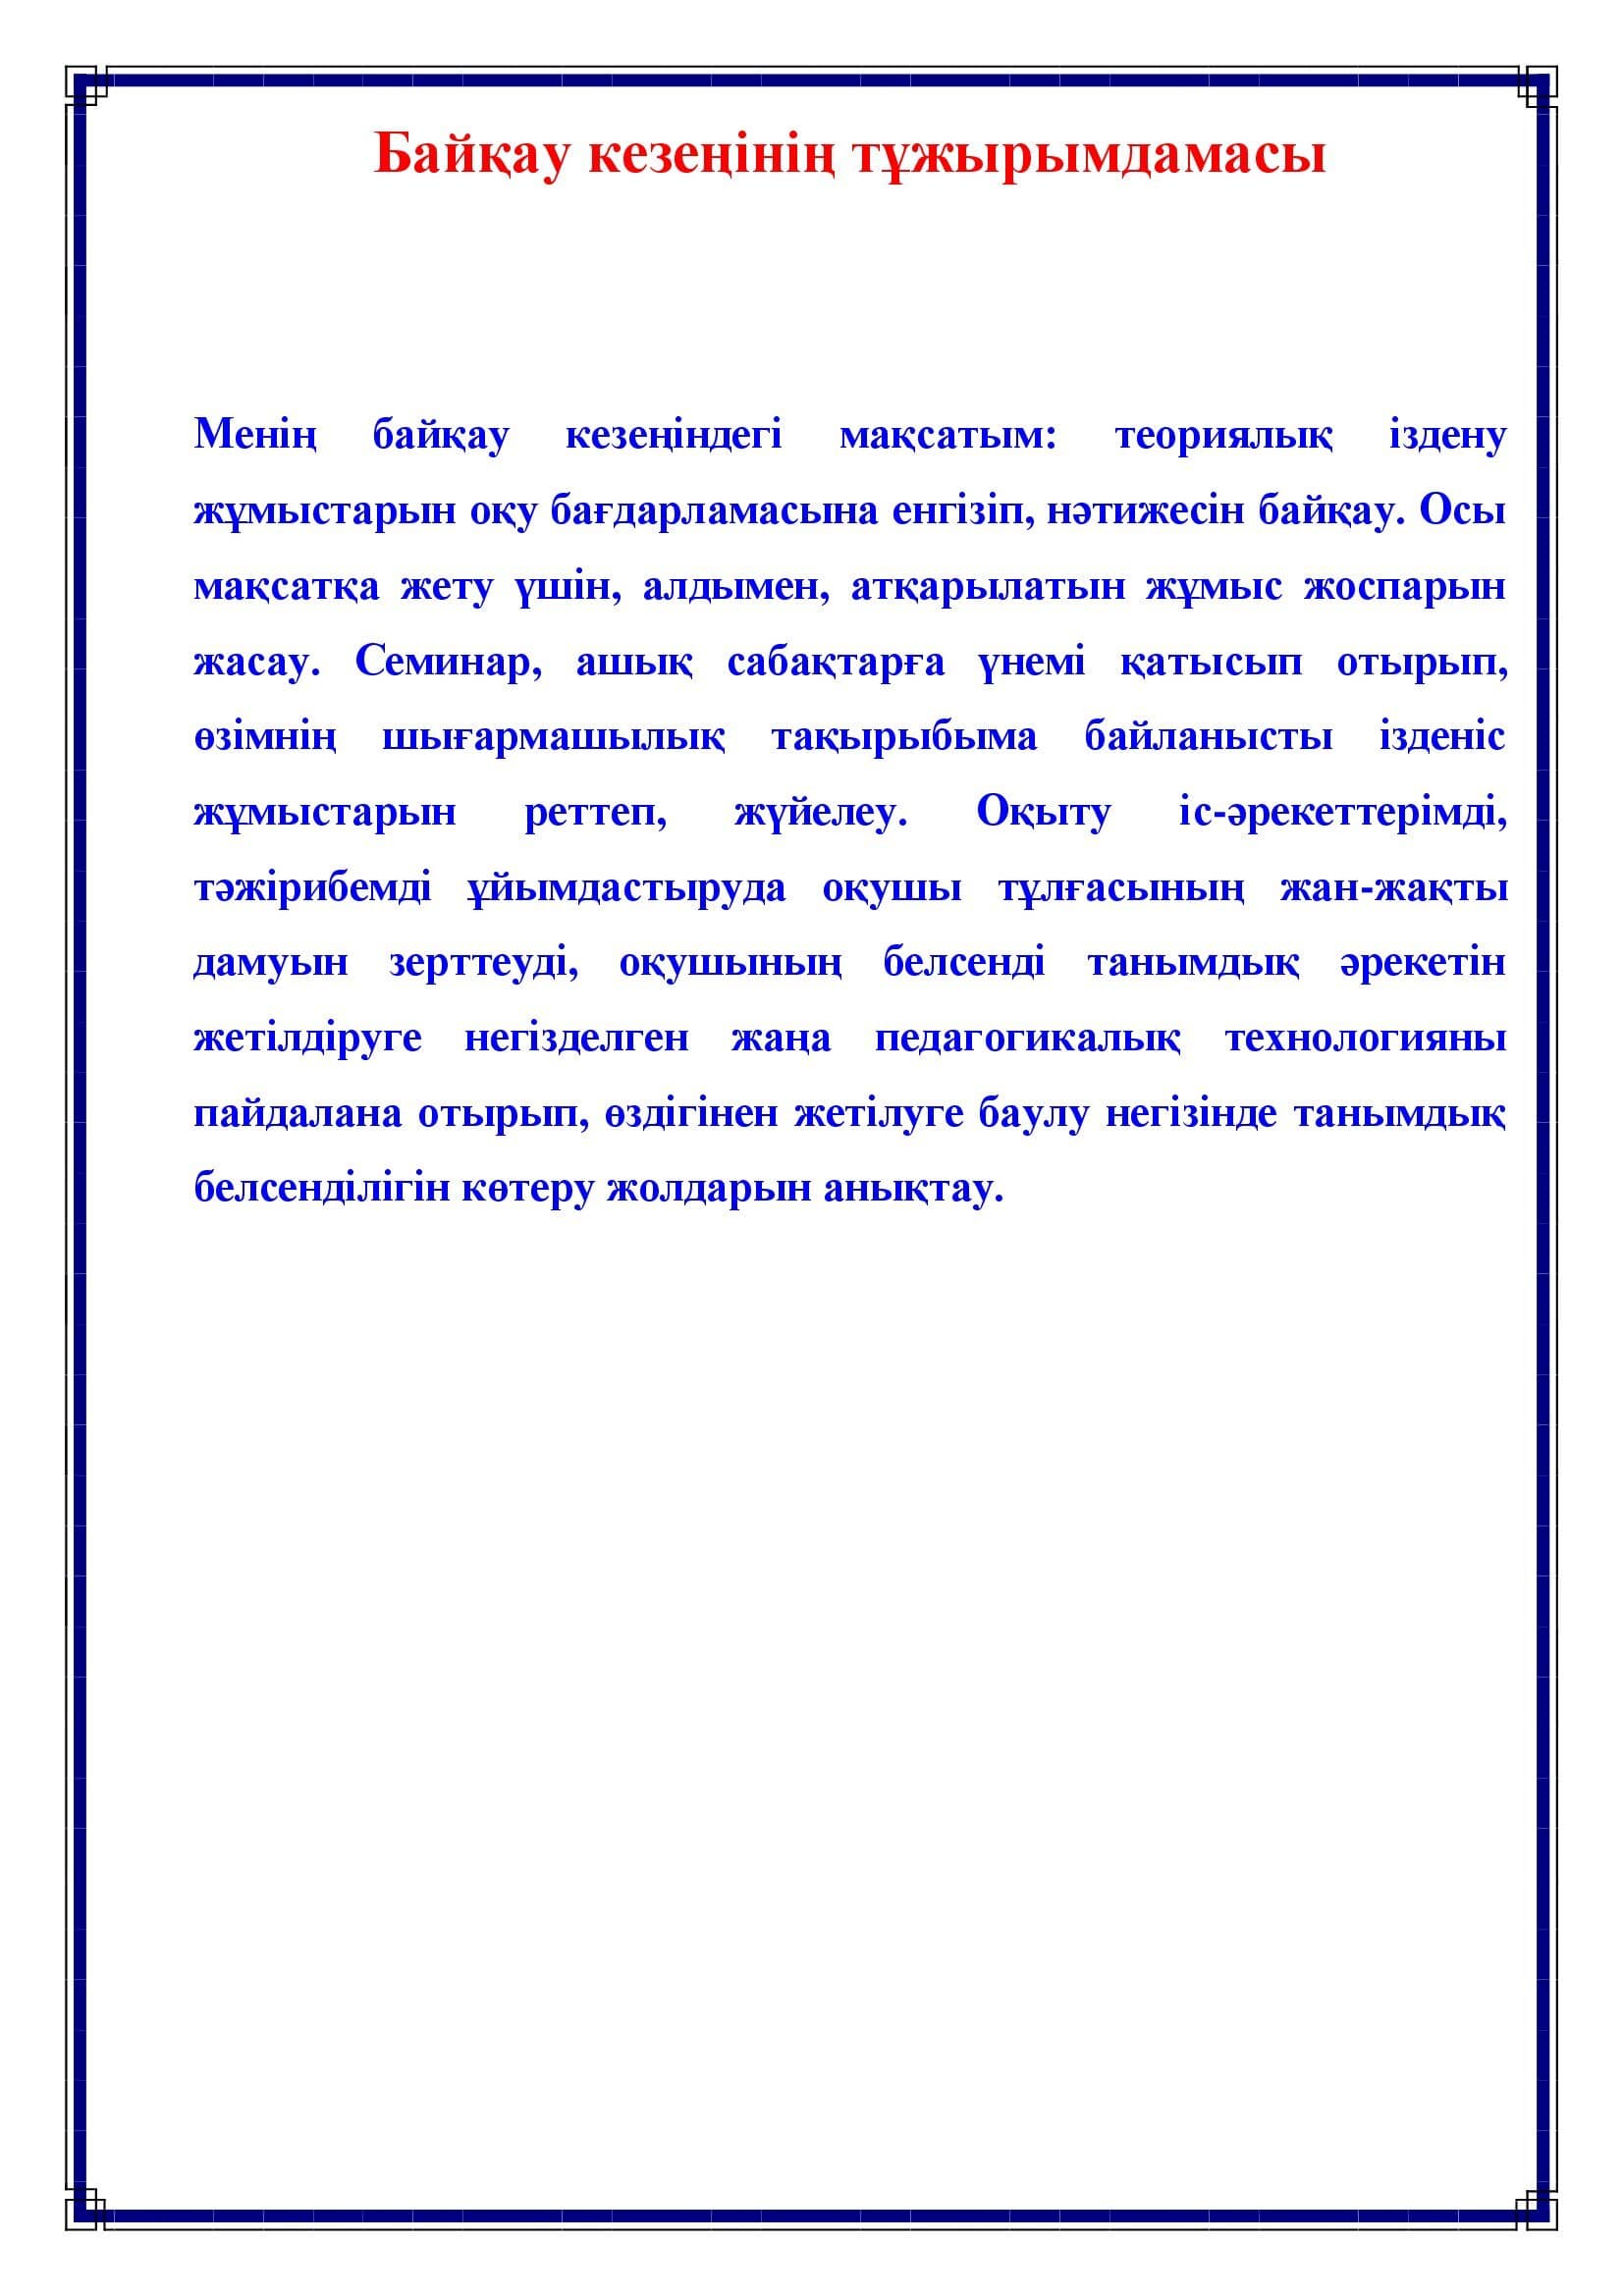 Байқау кезеңінің тұжырымдамасы
Менің байқау кезеңіндегі мақсатым: теориялық іздену
жұмыстарын оқу бағдарламасына енгізіп, нәтижесін байқау. Осы
мақсатқа жету үшін, алдымен, атқарылатын жұмыс жоспарын
жасау. Семинар, ашық сабақтарға үнемі қатысып отырып,
өзімнің шығармашылық тақырыбыма байланысты ізденіс
жұмыстарын реттеп, жүйелеу. Оқыту іс-әрекеттерімді,
тәжірибемді ұйымдастыруда оқушы тұлғасының жан-жақты
дамуын зерттеуді, оқушының белсенді танымдық әрекетін
жетілдіруге негізделген жаңа педагогикалық технологияны
пайдалана отырып, өздігінен жетілуге баулу негізінде танымдық
белсенділігін көтеру жолдарын анықтау.